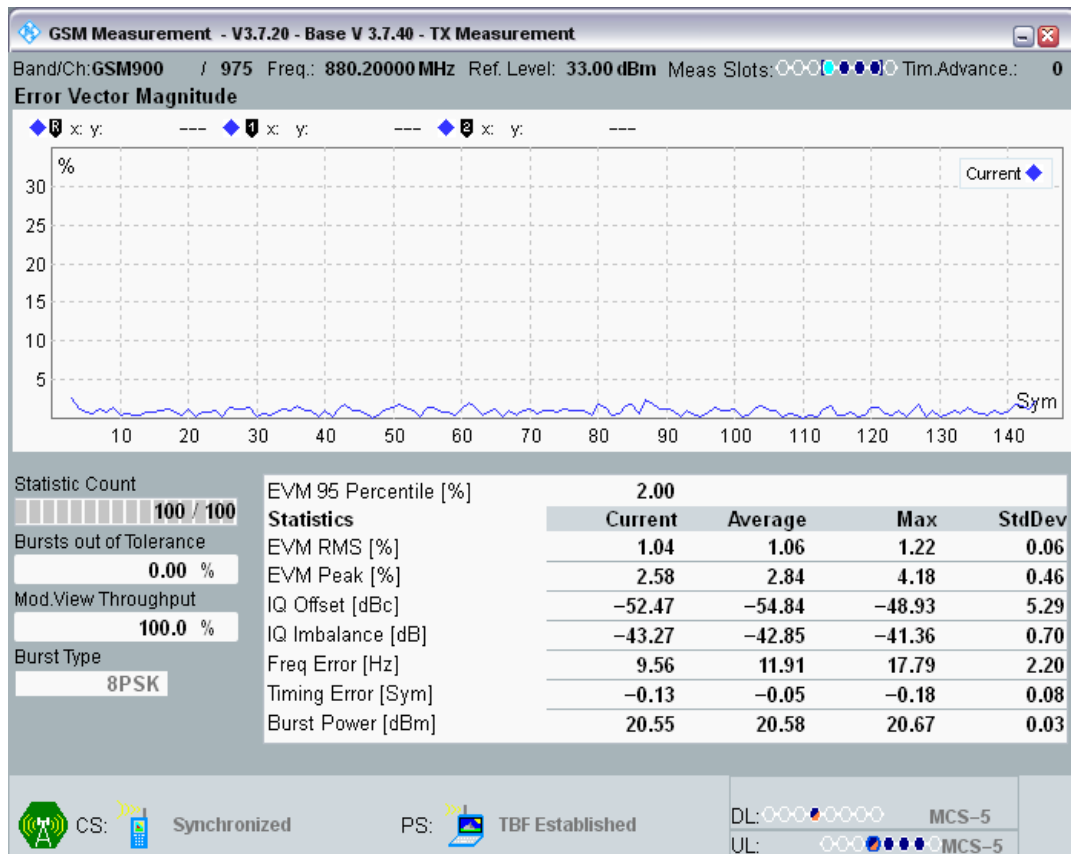 GSM Measurement - V3.7.20 - Base V 3.7.40 - TX Measurement
Band/Ch:GSM900 / 975 Freq.: 880.20000 MHz Ref. Level: 33.00 dBm Meas Slots: Tim.Advance.: 0
Error Vector Magnitude
R x: y: --- 1 x: y: --- 2 x: y: ---
%
Current
30
25
20
15
10
5
Sym
10 20 30 40 50 60 70 80 90 100 110 120 130 140
Statistic Count
100 / 100
Bursts out of Tolerance
0.00 %
Mod.View Throughput
100.0 %
Burst Type
8PSK
EVM 95 Percentile [%] 2.00
Statistics Current Average Max StdDev
EVM RMS [%] 1.04 1.06 1.22 0.06
EVM Peak [%] 2.58 2.84 4.18 0.46
IQ Offset [dBc] −52.47 −54.84 −48.93 5.29
IQ Imbalance [dB] −43.27 −42.85 −41.36 0.70
Freq Error [Hz] 9.56 11.91 17.79 2.20
Timing Error [Sym] −0.13 −0.05 −0.18 0.08
Burst Power [dBm] 20.55 20.58 20.67 0.03
CS: Synchronized PS: TBF Established
DL: MCS−5
UL: MCS−5